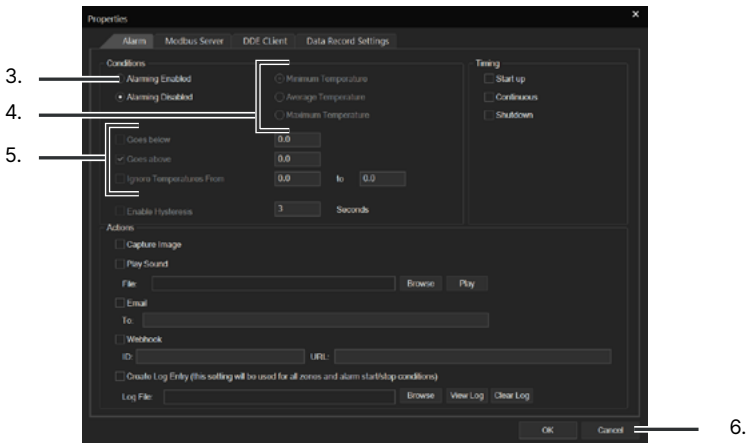 Properties ×
Alarm Modbus Server DDE CLient Data Record Settings
Conditions Timing
3. Alarming Enabled Minimum Temperature Start up
Alarming Disabled Average Temperature Continuous
4. Maximum Temperature Shutdown
Goes below 0.0
5. Goes above 0.0
Ignore Temperatures From 0.0 to 0.0
Enable Hysteresis 3 Seconds
Actions
Capture Image
Play Sound
File: Browse Play
Email
To:
Webhook
ID: URL:
Create Log Entry (this setting will be used for all zones and alarm start/stop conditions)
Log File: Browse View Log Clear Log
OK Cancel 6.